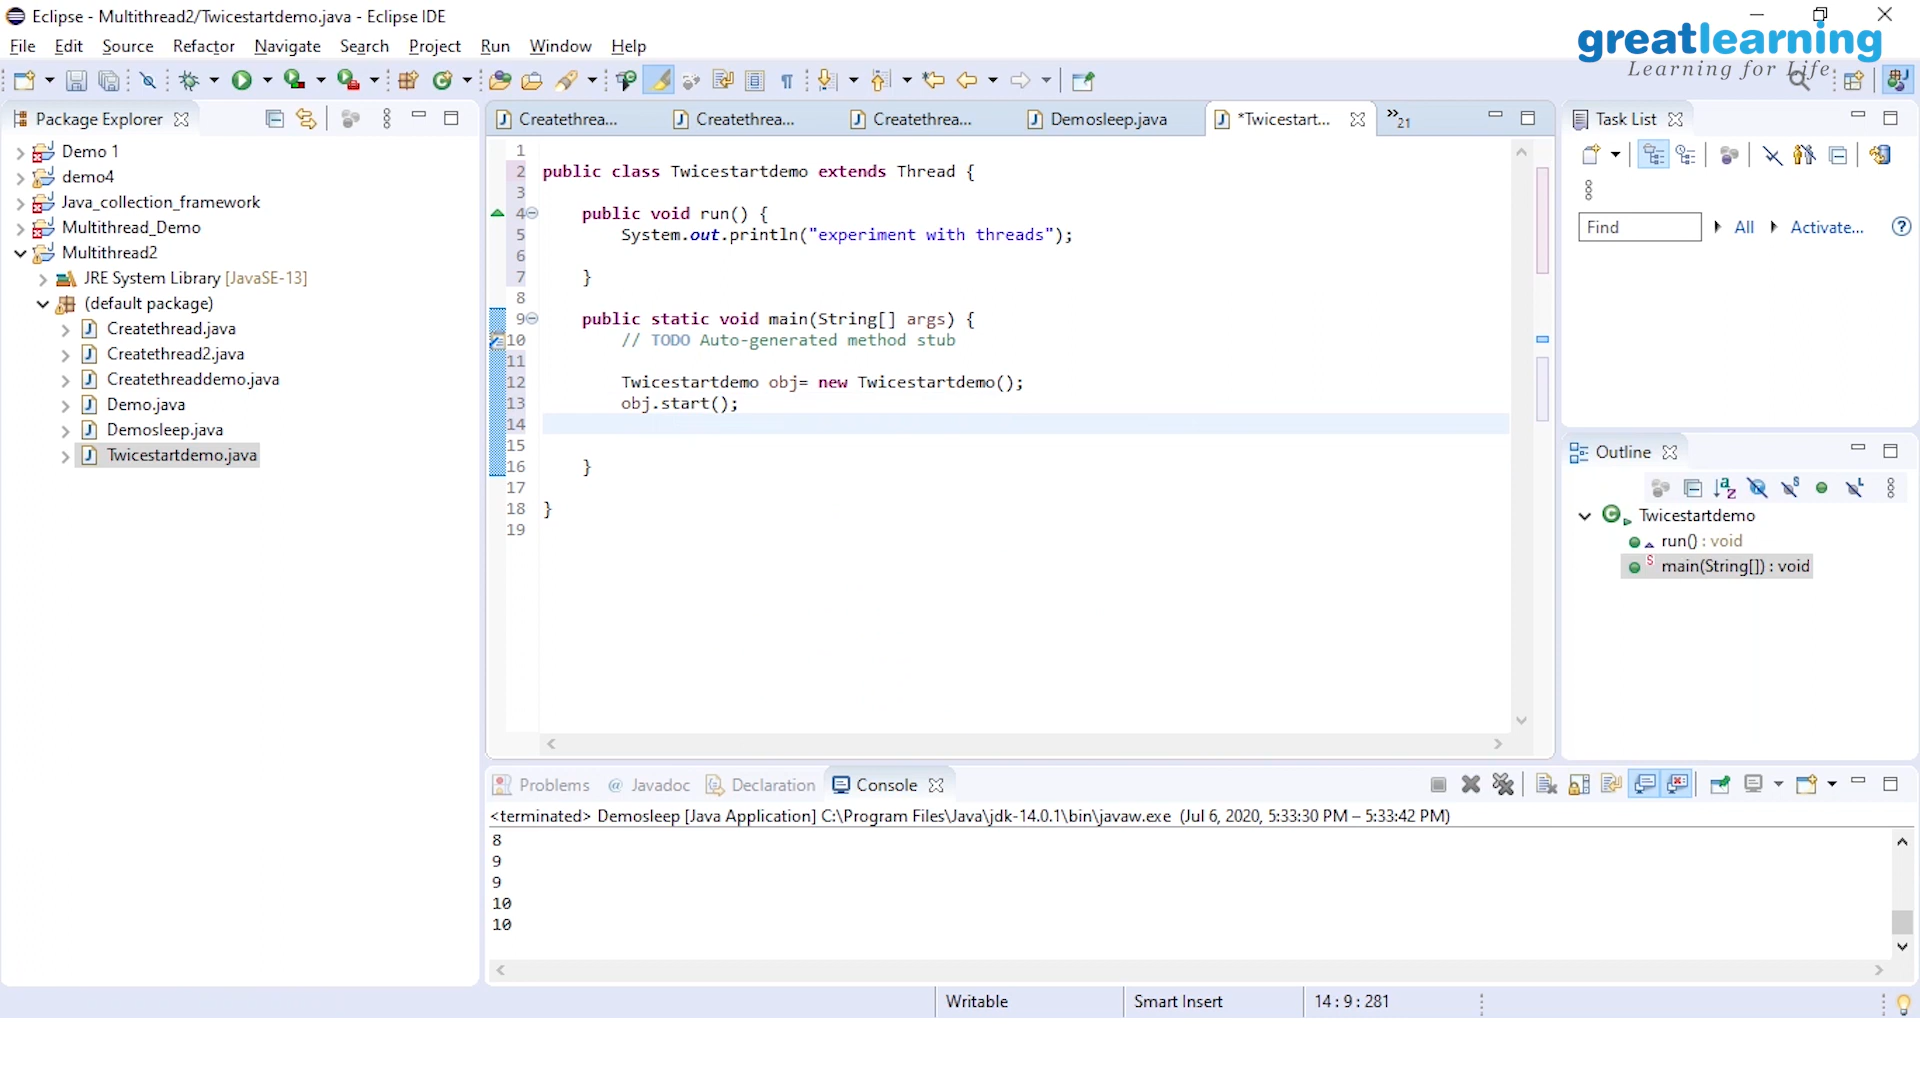 Eclipse - Multithread2/Twicestartdemo.java - Eclipse IDE
greatlearning
Learning for Life
File Edit Source Refactor Navigate Search Project Run Window Help
Package Explorer
Demo 1
demo4
Java_collection_framework
Multithread_Demo
Multithread2
JRE System Library [JavaSE-13]
(default package)
Createthread.java
Createthread2.java
Createthreaddemo.java
Demo.java
Demosleep.java
Twicestartdemo.java
Createthrea... Createthrea... Createthrea... Demosleep.java *Twicestart... »21
1
2 public class Twicestartdemo extends Thread {
3
4 public void run() {
5 System.out.println("experiment with threads");
6
7 }
8
9 public static void main(String[] args) {
10 // TODO Auto-generated method stub
11
12 Twicestartdemo obj= new Twicestartdemo();
13 obj.start();
14
15
16 }
17
18 }
19
Task List
Find All Activate...
Outline
Twicestartdemo
run() : void
main(String[]) : void
Problems @ Javadoc Declaration Console
<terminated> Demosleep [Java Application] C:\Program Files\Java\jdk-14.0.1\bin\javaw.exe (Jul 6, 2020, 5:33:30 PM – 5:33:42 PM)
8
9
9
10
10
Writable Smart Insert 14 : 9 : 281